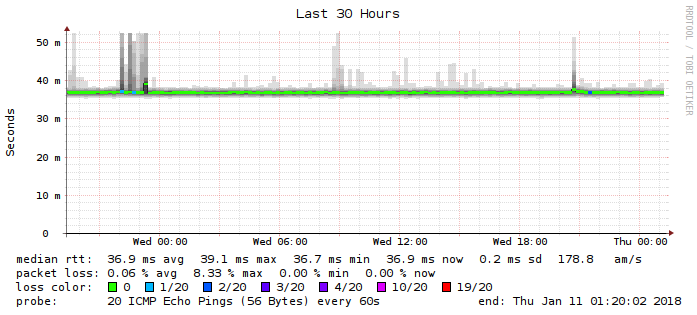 Last 30 Hours
RRDTOOL / TOBI OETIKER
Seconds
50 m
40 m
30 m
20 m
10 m
0
Wed 00:00 Wed 06:00 Wed 12:00 Wed 18:00 Thu 00:00
median rtt: 36.9 ms avg 39.1 ms max 36.7 ms min 36.9 ms now 0.2 ms sd 178.8 am/s
packet loss: 0.06 % avg 8.33 % max 0.00 % min 0.00 % now
loss color: 0 1/20 2/20 3/20 4/20 10/20 19/20
probe: 20 ICMP Echo Pings (56 Bytes) every 60s end: Thu Jan 11 01:20:02 2018